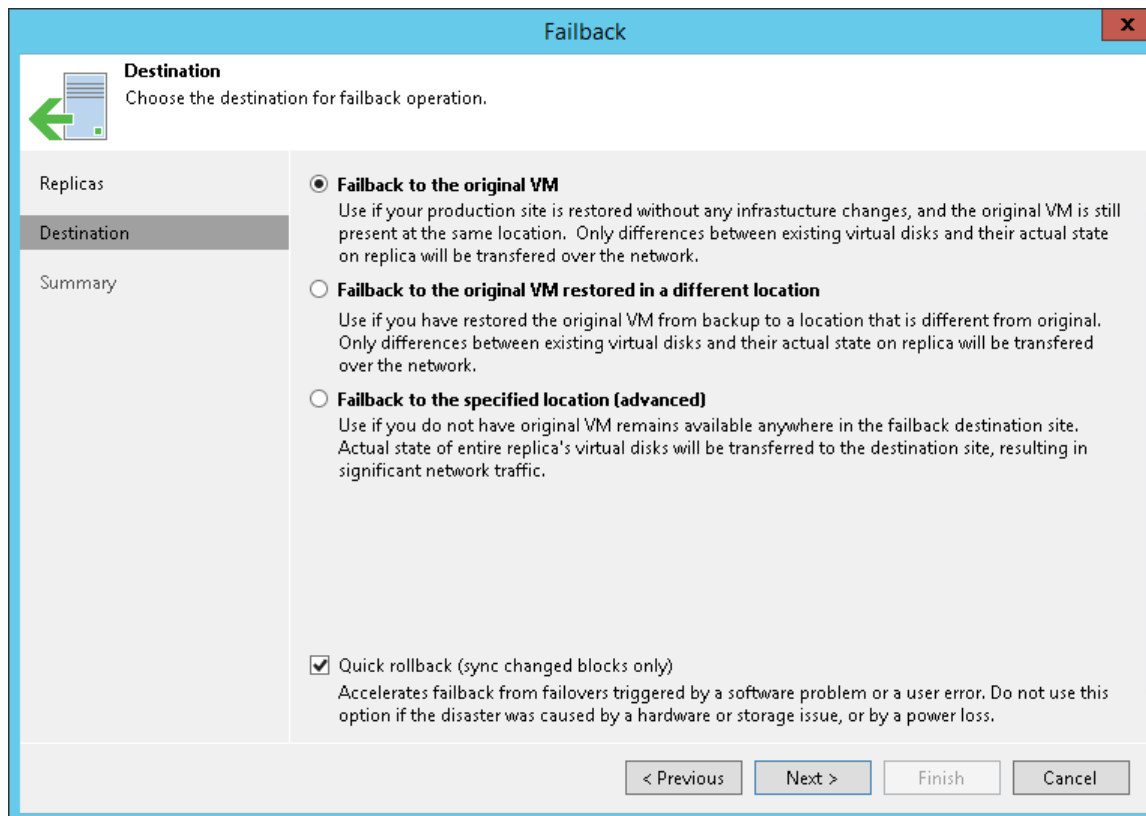 Failback
x
Destination
Choose the destination for failback operation.
Replicas
Destination
Summary
Failback to the original VM
Use if your production site is restored without any infrastucture changes, and the original VM is still
present at the same location.  Only differences between existing virtual disks and their actual state
on replica will be transfered over the network.
Failback to the original VM restored in a different location
Use if you have restored the original VM from backup to a location that is different from original.
Only differences between existing virtual disks and their actual state on replica will be transfered
over the network.
Failback to the specified location (advanced)
Use if you do not have original VM remains available anywhere in the failback destination site.
Actual state of entire replica's virtual disks will be transferred to the destination site, resulting in
significant network traffic.
Quick rollback (sync changed blocks only)
Accelerates failback from failovers triggered by a software problem or a user error. Do not use this
option if the disaster was caused by a hardware or storage issue, or by a power loss.
< Previous
Next >
Finish
Cancel